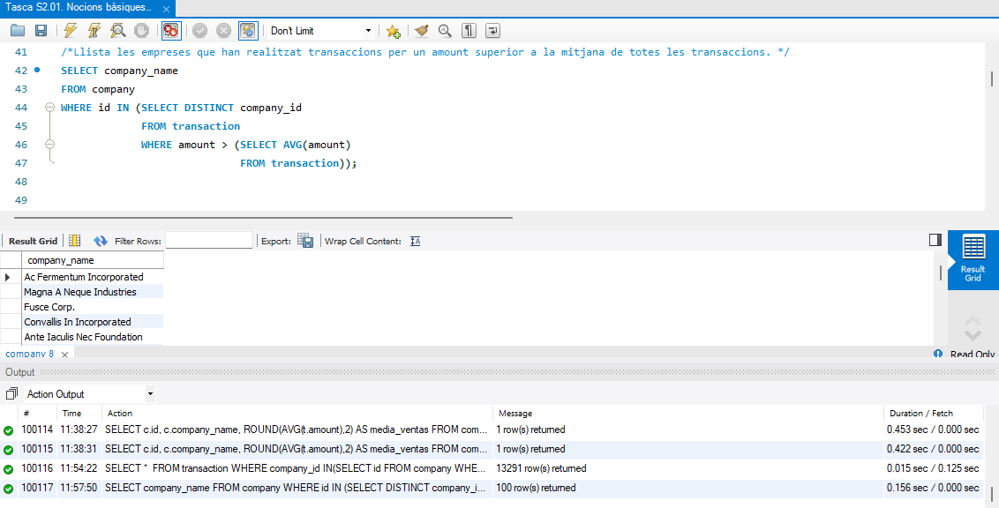 Tasca S2.01. Nocions bàsiques...
Don't Limit
41 /*Llista les empreses que han realitzat transaccions per un amount superior a la mitjana de totes les transaccions. */
42 SELECT company_name
43 FROM company
44 WHERE id IN (SELECT DISTINCT company_id
45 FROM transaction
46 WHERE amount > (SELECT AVG(amount)
47 FROM transaction));
48
49
Result Grid Filter Rows: Export: Wrap Cell Content:
company_name
Ac Fermentum Incorporated
Magna A Neque Industries
Fusce Corp.
Convallis In Incorporated
Ante Iaculis Nec Foundation
Result
Grid
company 8
Read Only
Output
Action Output
# Time Action Message Duration / Fetch
100114 11:38:27 SELECT c.id, c.company_name, ROUND(AVG(t.amount),2) AS media_ventas FROM com... 1 row(s) returned 0.453 sec / 0.000 sec
100115 11:38:31 SELECT c.id, c.company_name, ROUND(AVG(t.amount),2) AS media_ventas FROM com... 1 row(s) returned 0.422 sec / 0.000 sec
100116 11:54:22 SELECT * FROM transaction WHERE company_id IN(SELECT id FROM company WHE... 13291 row(s) returned 0.015 sec / 0.125 sec
100117 11:57:50 SELECT company_name FROM company WHERE id IN (SELECT DISTINCT company_i... 100 row(s) returned 0.156 sec / 0.000 sec